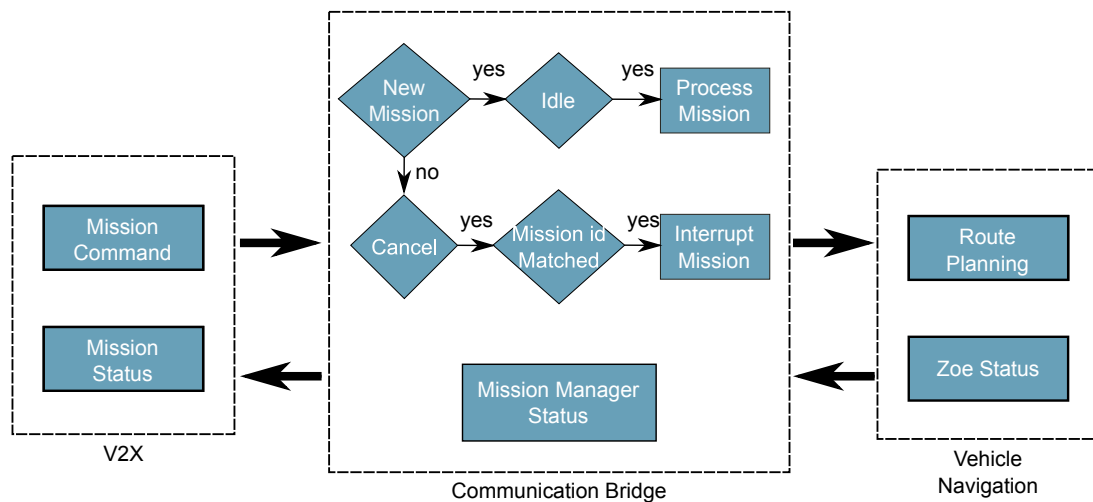 New
Mission
yes
Idle
yes
Process
Mission
no
Mission
Command
Cancel
yes
Mission id
Matched
yes
Interrupt
Mission
Route
Planning
Mission
Status
Mission Manager
Status
Zoe Status
V2X
Communication Bridge
Vehicle
Navigation